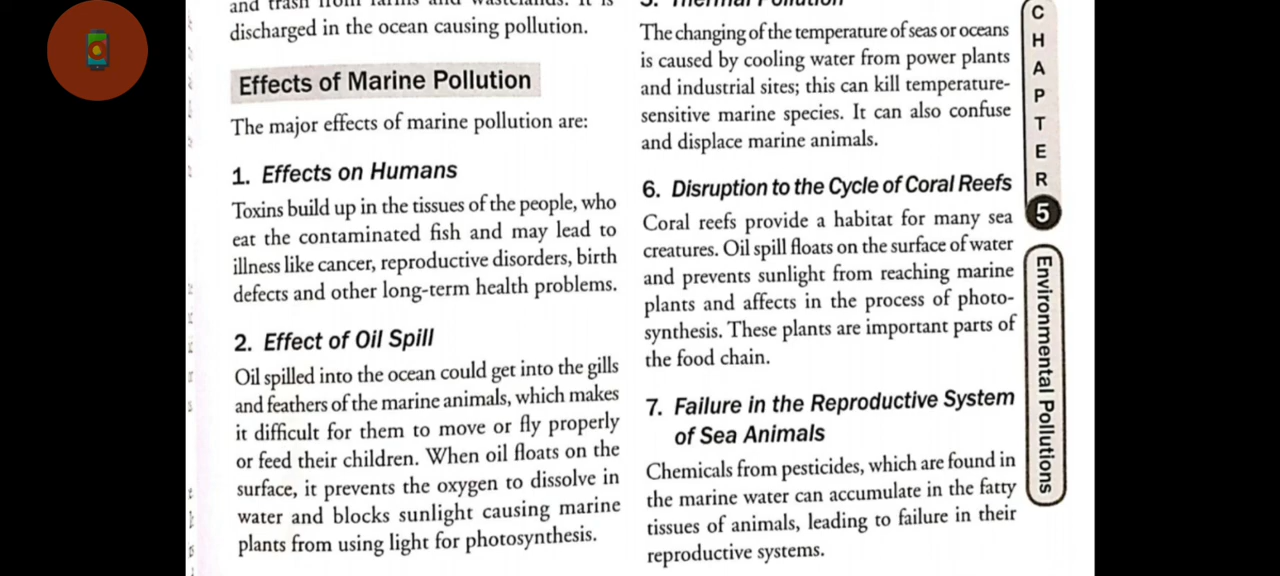 and trash from farms and wastelands. It is
discharged in the ocean causing pollution.
Effects of Marine Pollution
The major effects of marine pollution are:
1. Effects on Humans
Toxins build up in the tissues of the people, who
eat the contaminated fish and may lead to
illness like cancer, reproductive disorders, birth
defects and other long-term health problems.
2. Effect of Oil Spill
Oil spilled into the ocean could get into the gills
and feathers of the marine animals, which makes
it difficult for them to move or fly properly
or feed their children. When oil floats on the
surface, it prevents the oxygen to dissolve in
water and blocks sunlight causing marine
plants from using light for photosynthesis.
5. Thermal Pollution
The changing of the temperature of seas or oceans
is caused by cooling water from power plants
and industrial sites; this can kill temperature-
sensitive marine species. It can also confuse
and displace marine animals.
6. Disruption to the Cycle of Coral Reefs
Coral reefs provide a habitat for many sea
creatures. Oil spill floats on the surface of water
and prevents sunlight from reaching marine
plants and affects in the process of photo-
synthesis. These plants are important parts of
the food chain.
7. Failure in the Reproductive System
of Sea Animals
Chemicals from pesticides, which are found in
the marine water can accumulate in the fatty
tissues of animals, leading to failure in their
reproductive systems.
CHAPTER
5
Environmental Pollutions